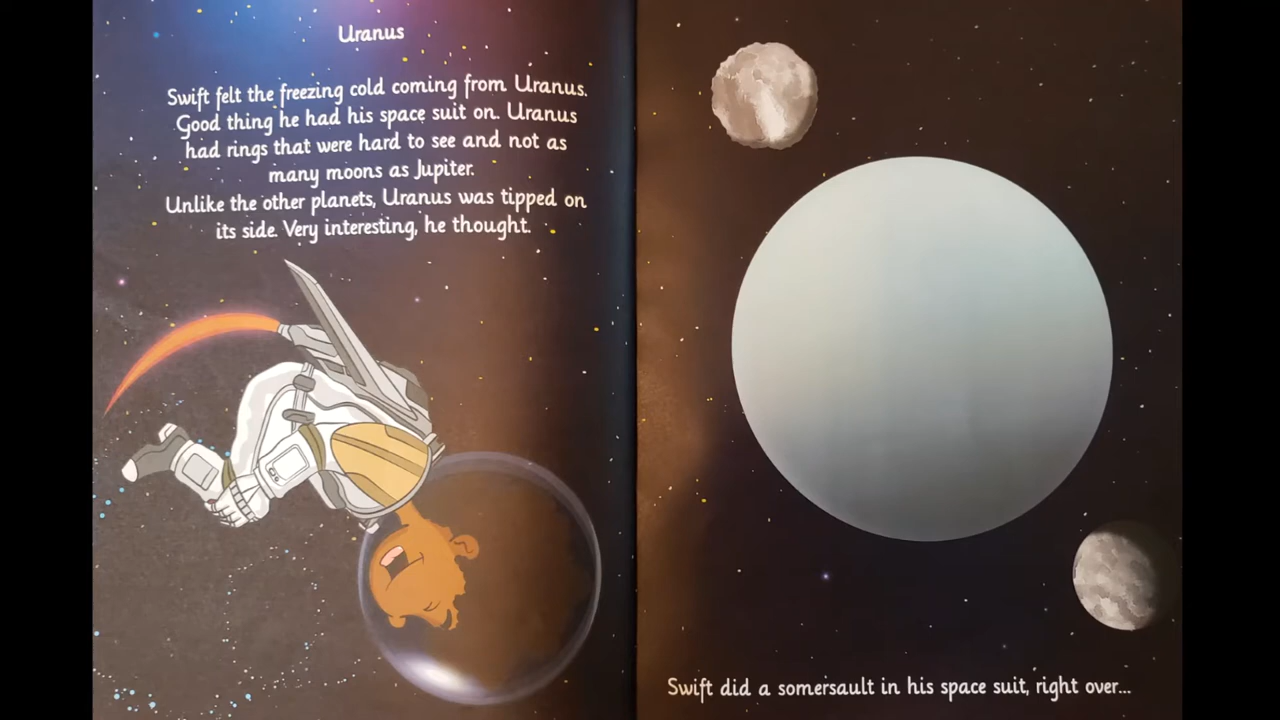 Uranus
Swift felt the freezing cold coming from Uranus.
Good thing he had his space suit on. Uranus
had rings that were hard to see and not as
many moons as Jupiter.
Unlike the other planets, Uranus was tipped on
its side. Very interesting, he thought.
Swift did a somersault in his space suit, right over...